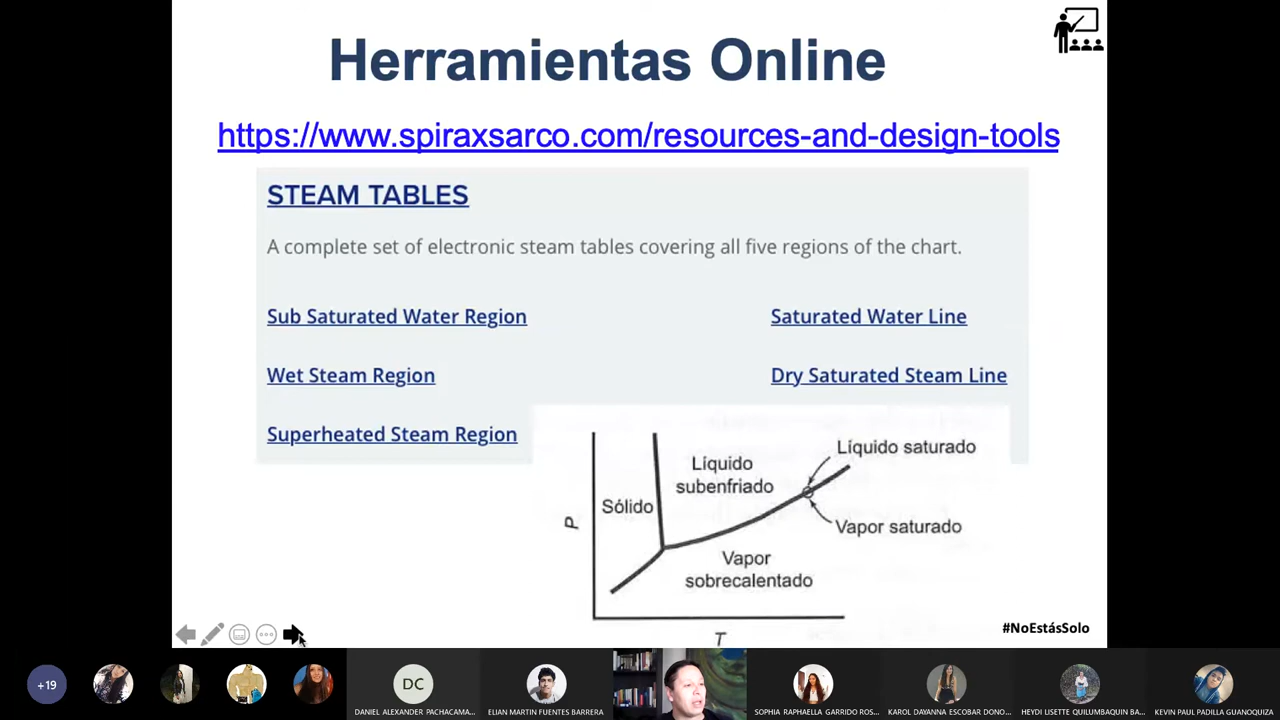 Herramientas Online
https://www.spiraxsarco.com/resources-and-design-tools
STEAM TABLES
A complete set of electronic steam tables covering all five regions of the chart.
Sub Saturated Water Region
Saturated Water Line
Wet Steam Region
Dry Saturated Steam Line
Superheated Steam Region
Líquido saturado
Líquido
subenfriado
Sólido
P
Vapor saturado
Vapor
sobrecalentado
T
#NoEstásSolo
+19
DC
DANIEL ALEXANDER PACHACAMA...
ELIAN MARTIN FUENTES BARRERA
SOPHIA RAPHAELLA GARRIDO ROS...
KAROL DAYANNA ESCOBAR DONO...
HEYDI LISETTE QUILUMBAQUIN BA...
KEVIN PAUL PADILLA GUANOQUIZA